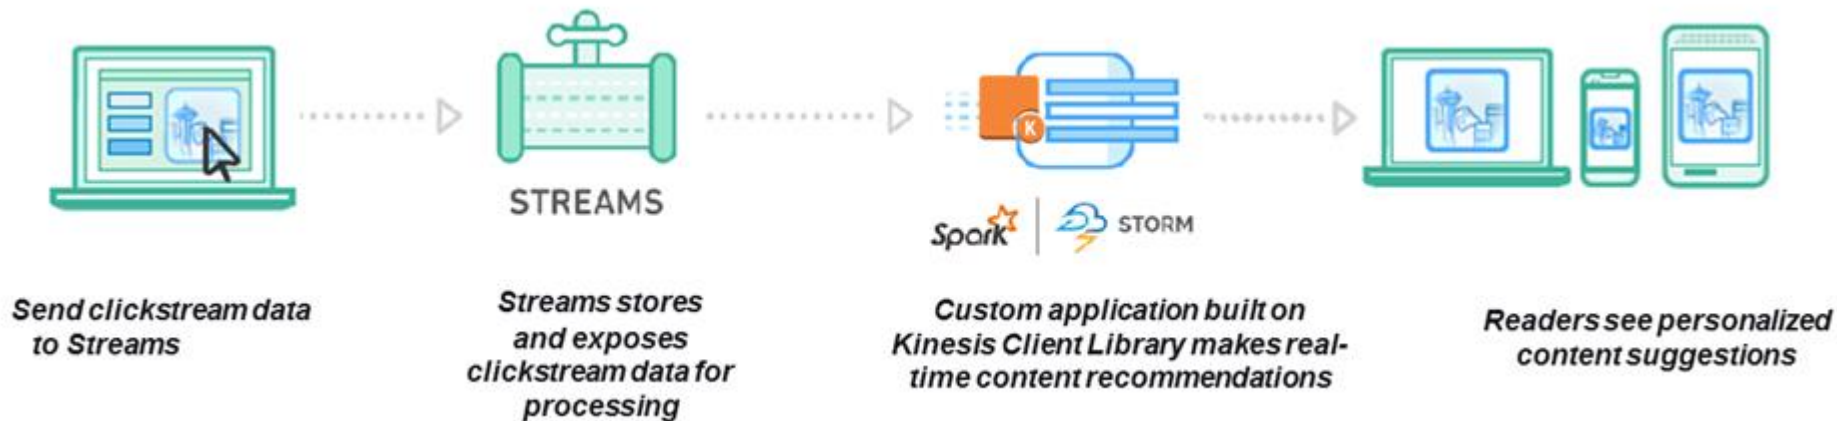 STREAMS
K
Spark
STORM
Send clickstream data
to Streams
Streams stores
and exposes
clickstream data for
processing
Custom application built on
Kinesis Client Library makes real-
time content recommendations
Readers see personalized
content suggestions